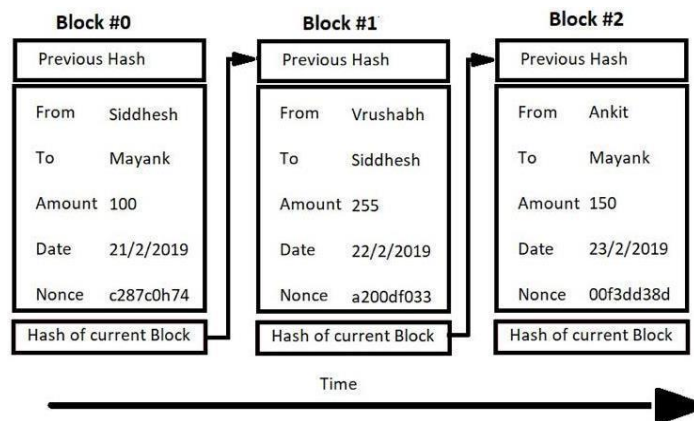 Block #0
Previous Hash
From Siddhesh
To Mayank
Amount 100
Date 21/2/2019
Nonce c287c0h74
Hash of current Block
Block #1
Previous Hash
From Vrushabh
To Siddhesh
Amount 255
Date 22/2/2019
Nonce a200df033
Hash of current Block
Block #2
Previous Hash
From Ankit
To Mayank
Amount 150
Date 23/2/2019
Nonce 00f3dd38d
Hash of current Block
Time